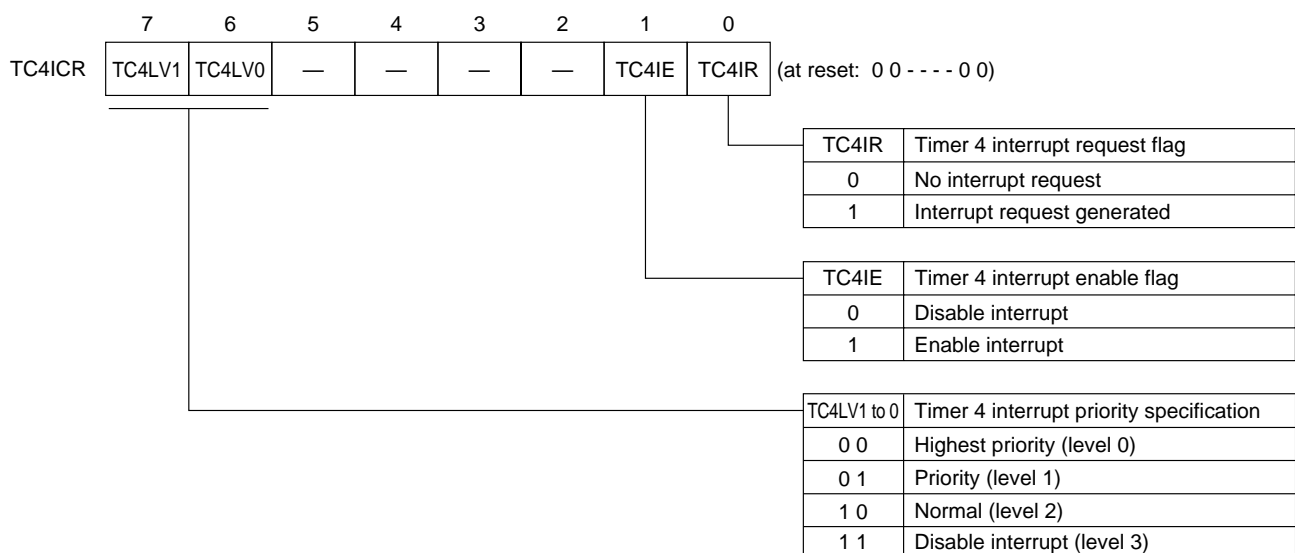 7 6 5 4 3 2 1 0
TC4ICR TC4LV1 TC4LV0 — — — — TC4IE TC4IR (at reset: 0 0 - - - - 0 0)
TC4IR Timer 4 interrupt request flag
0 No interrupt request
1 Interrupt request generated
TC4IE Timer 4 interrupt enable flag
0 Disable interrupt
1 Enable interrupt
TC4LV1 to 0 Timer 4 interrupt priority specification
0 0 Highest priority (level 0)
0 1 Priority (level 1)
1 0 Normal (level 2)
1 1 Disable interrupt (level 3)